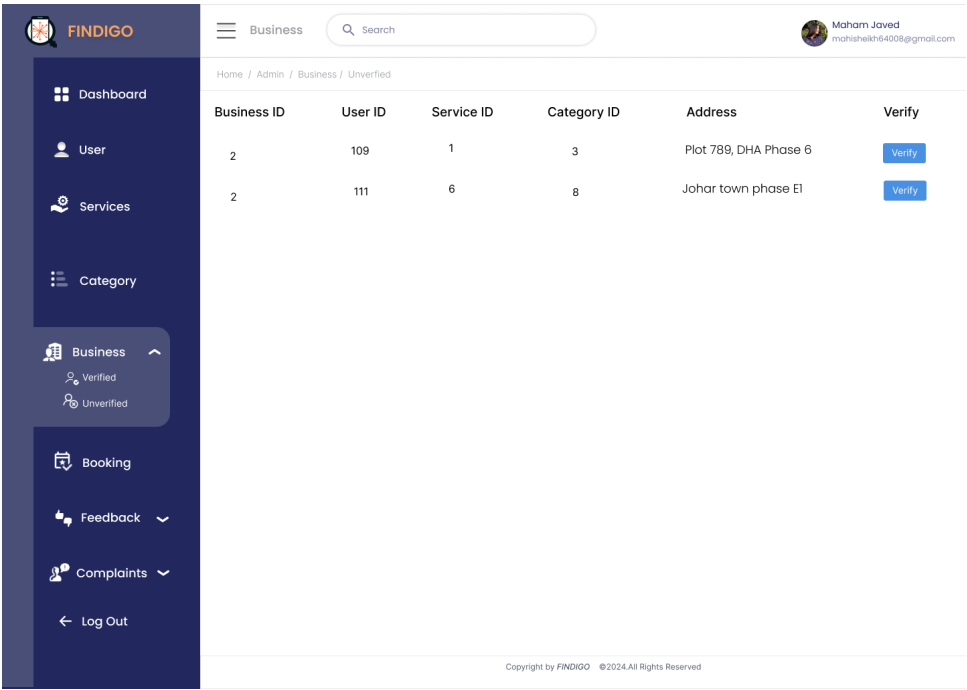 FINDIGO
Business
Search
Maham Javed
mahisheikh64008@gmail.com
Home / Admin / Business / Unverfied
Dashboard
User
Services
Category
Business
Verified
Unverified
Booking
Feedback
Complaints
Log Out
Business ID User ID Service ID Category ID Address Verify
2 109 1 3 Plot 789, DHA Phase 6 Verify
2 111 6 8 Johar town phase E1 Verify
Copyright by FINDIGO ©2024.All Rights Reserved